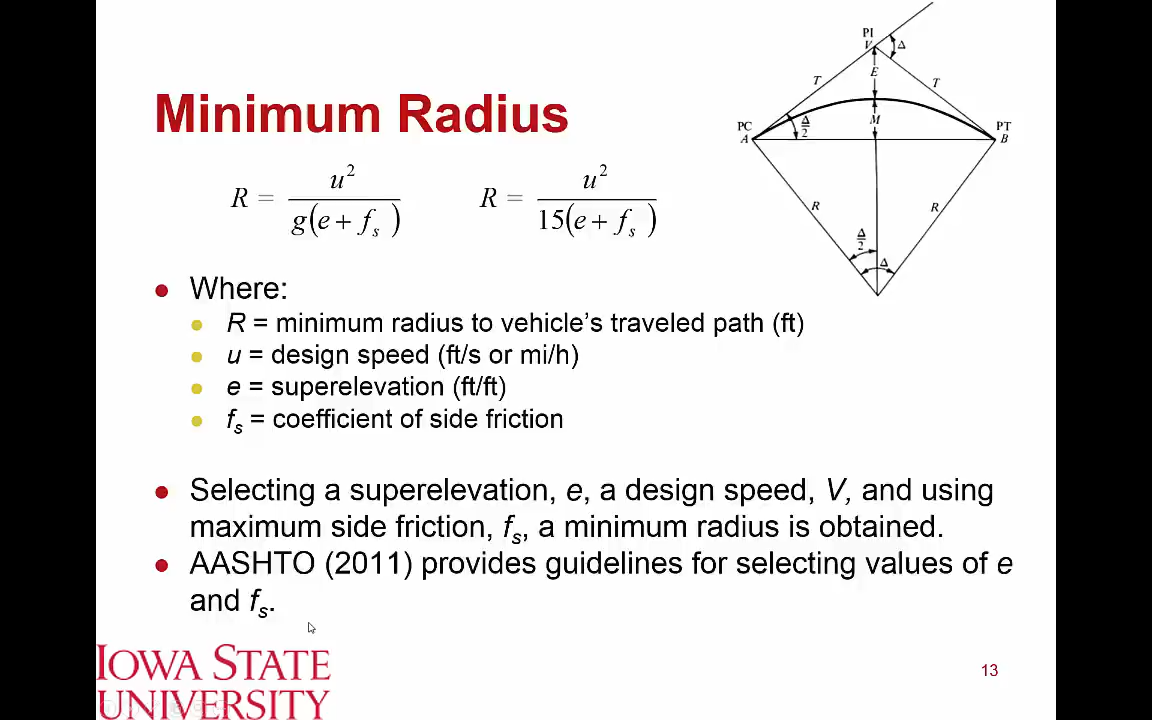 Minimum Radius
R = u² / g(e + fₛ)
R = u² / 15(e + fₛ)
PI
V
Δ
T
E
T
PC
A
Δ/2
M
PT
B
R
R
Δ/2
Δ
• Where:
• R = minimum radius to vehicle’s traveled path (ft)
• u = design speed (ft/s or mi/h)
• e = superelevation (ft/ft)
• fₛ = coefficient of side friction
• Selecting a superelevation, e, a design speed, V, and using
maximum side friction, fₛ, a minimum radius is obtained.
• AASHTO (2011) provides guidelines for selecting values of e
and fₛ.
IOWA STATE
UNIVERSITY
13